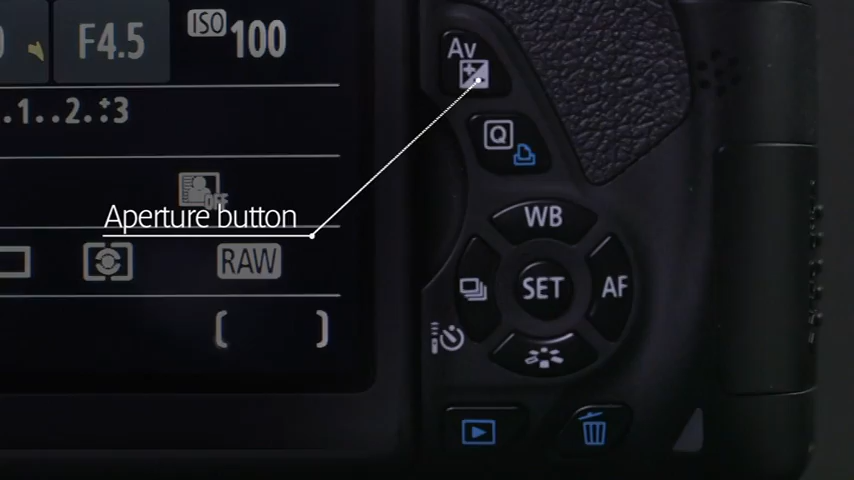 F4.5
ISO 100
Av
..1..2.:3
Q
Aperture button
WB
RAW
SET
AF